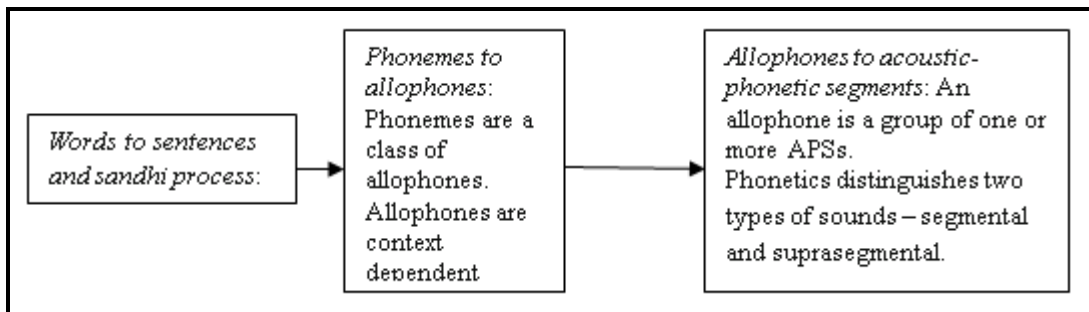 Words to sentences
and sandhi process:
Phonemes to
allophones:
Phonemes are a
class of
allophones.
Allophones are
context
dependent
Allophones to acoustic-
phonetic segments: An
allophone is a group of one or
more APSs.
Phonetics distinguishes two
types of sounds – segmental
and suprasegmental.